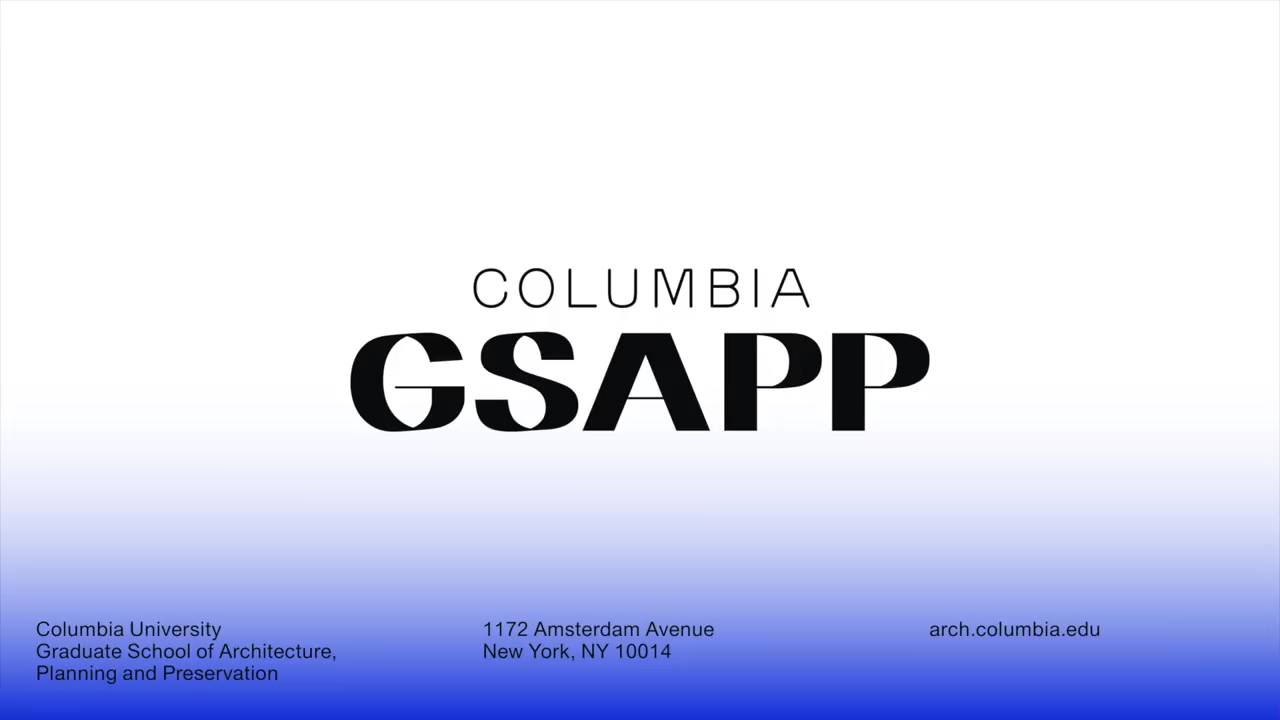 COLUMBIA
GSAPP
Columbia University
Graduate School of Architecture,
Planning and Preservation
1172 Amsterdam Avenue
New York, NY 10014
arch.columbia.edu